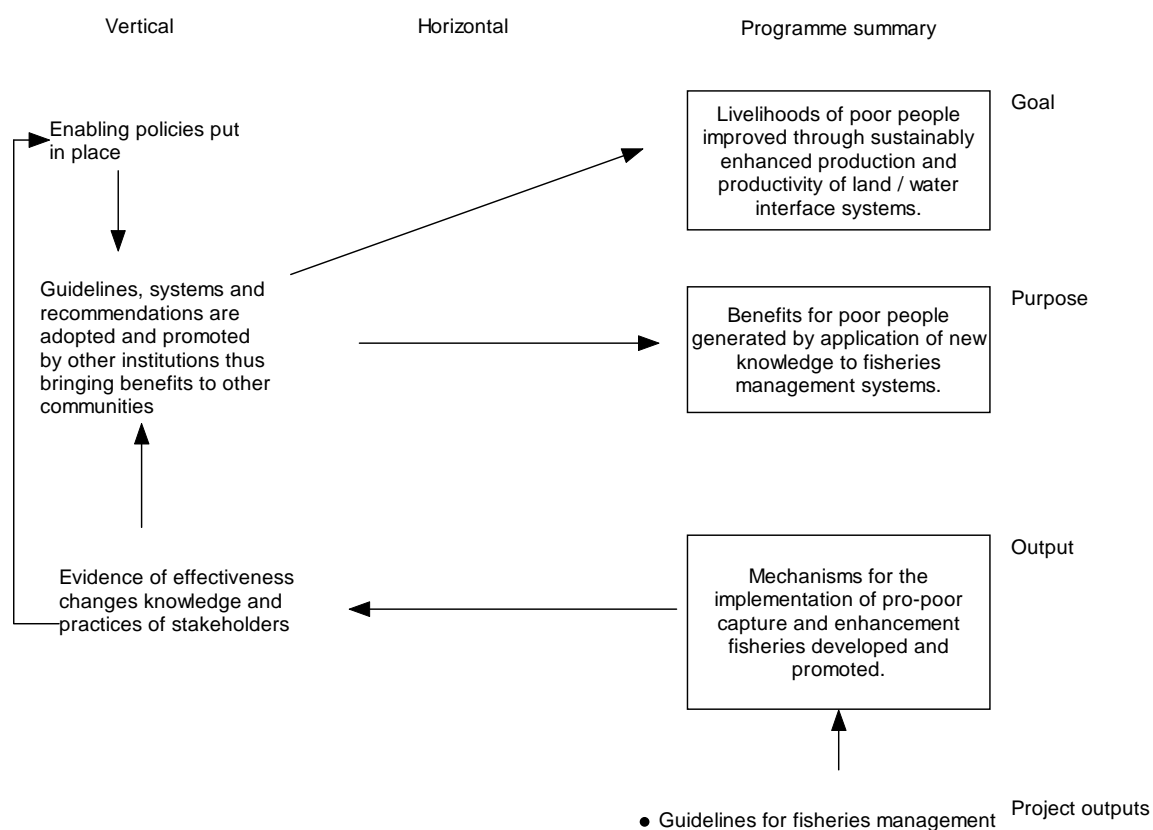 Vertical
Horizontal
Programme summary
Enabling policies put
in place
Guidelines, systems and
recommendations are
adopted and promoted
by other institutions thus
bringing benefits to other
communities
Evidence of effectiveness
changes knowledge and
practices of stakeholders
Livelihoods of poor people
improved through sustainably
enhanced production and
productivity of land / water
interface systems.
Goal
Benefits for poor people
generated by application of new
knowledge to fisheries
management systems.
Purpose
Mechanisms for the
implementation of pro-poor
capture and enhancement
fisheries developed and
promoted.
Output
● Guidelines for fisheries management
Project outputs